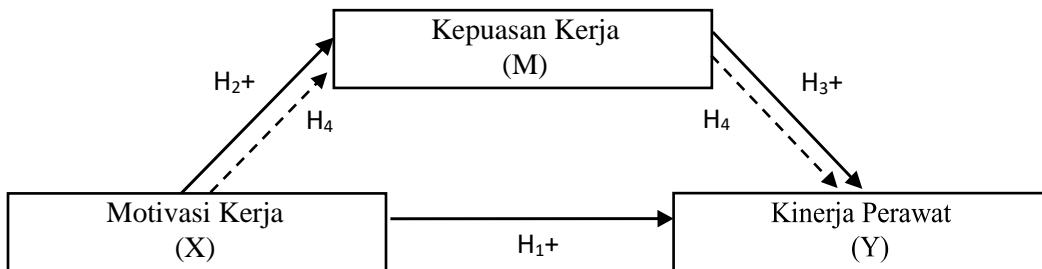 Kepuasan Kerja
(M)
H₂+
H₄
H₄
H₃+
Motivasi Kerja
(X)
H₁+
Kinerja Perawat
(Y)